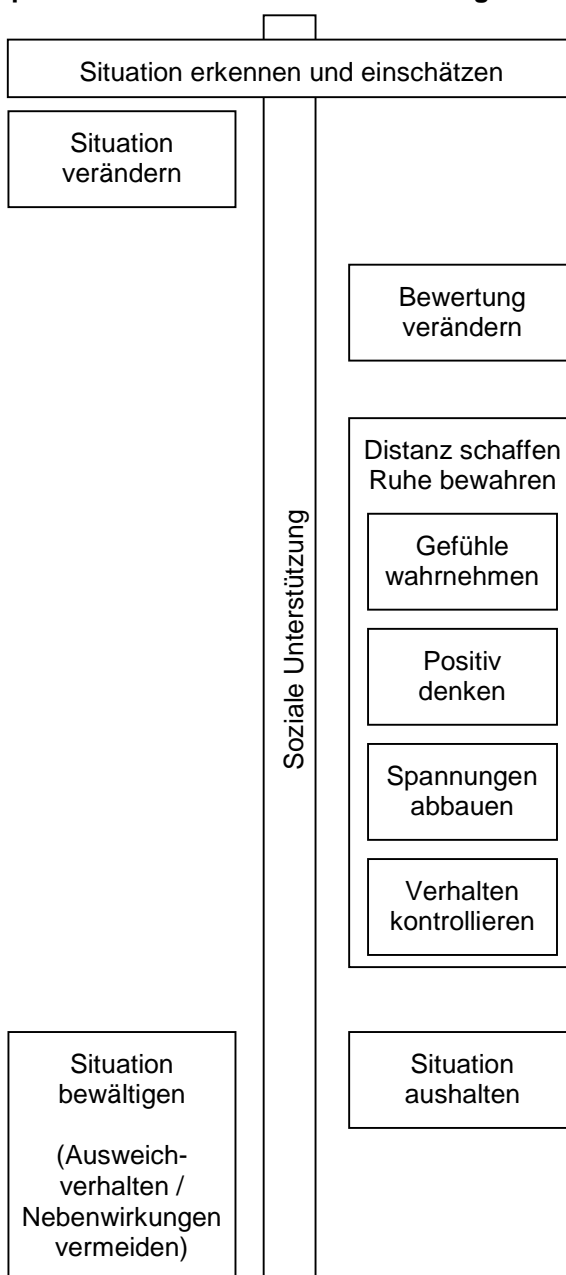 Situation erkennen und einschätzen
Situation
verändern
Bewertung
verändern
Distanz schaffen
Ruhe bewahren
Gefühle
wahrnehmen
Positiv
denken
Spannungen
abbauen
Verhalten
kontrollieren
Soziale Unterstützung
Situation
bewältigen
(Ausweich-
verhalten /
Nebenwirkungen
vermeiden)
Situation
aushalten